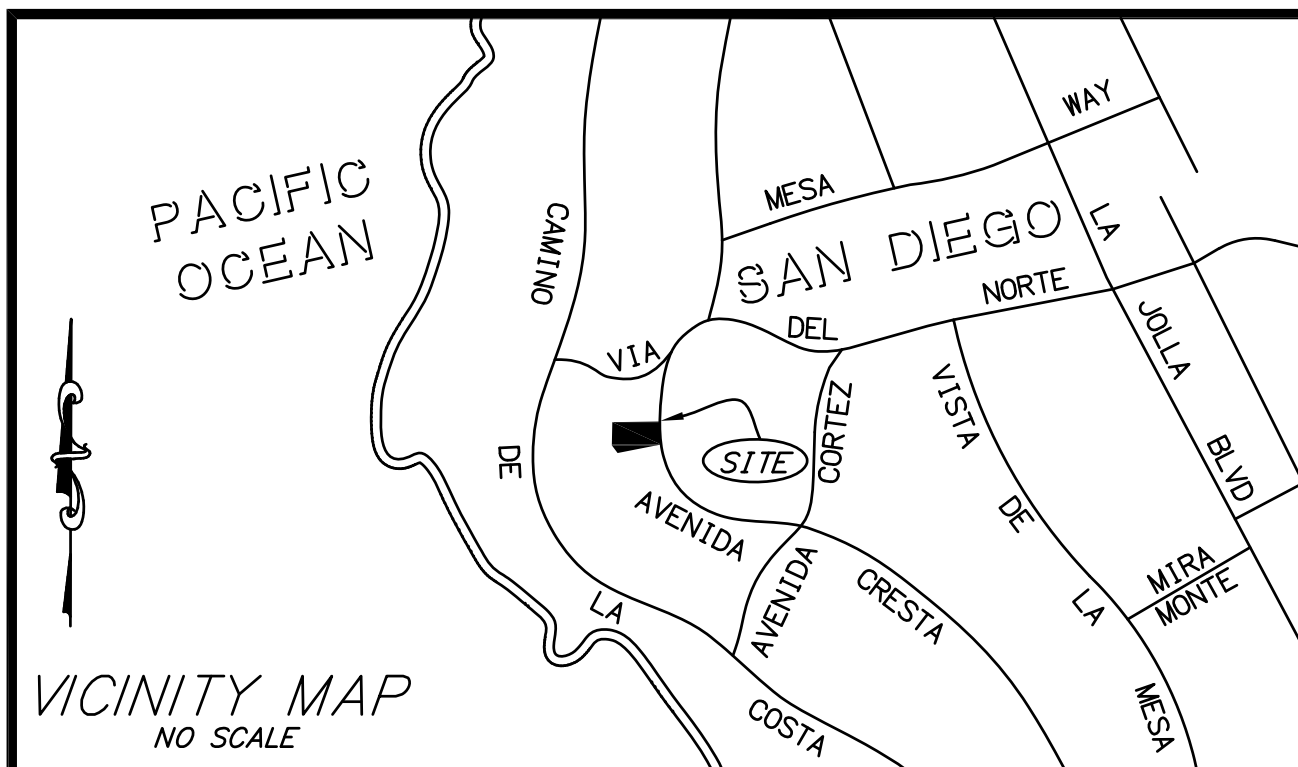 PACIFIC
OCEAN
CAMINO
DE
LA
COSTA
MESA
WAY
SAN DIEGO
VIA
DEL
NORTE
LA
JOLLA
BLVD
CORTEZ
AVENIDA
SITE
AVENIDA
CRESTA
VISTA
DE
LA
MESA
MIRA
MONTE
VICINITY MAP
NO SCALE